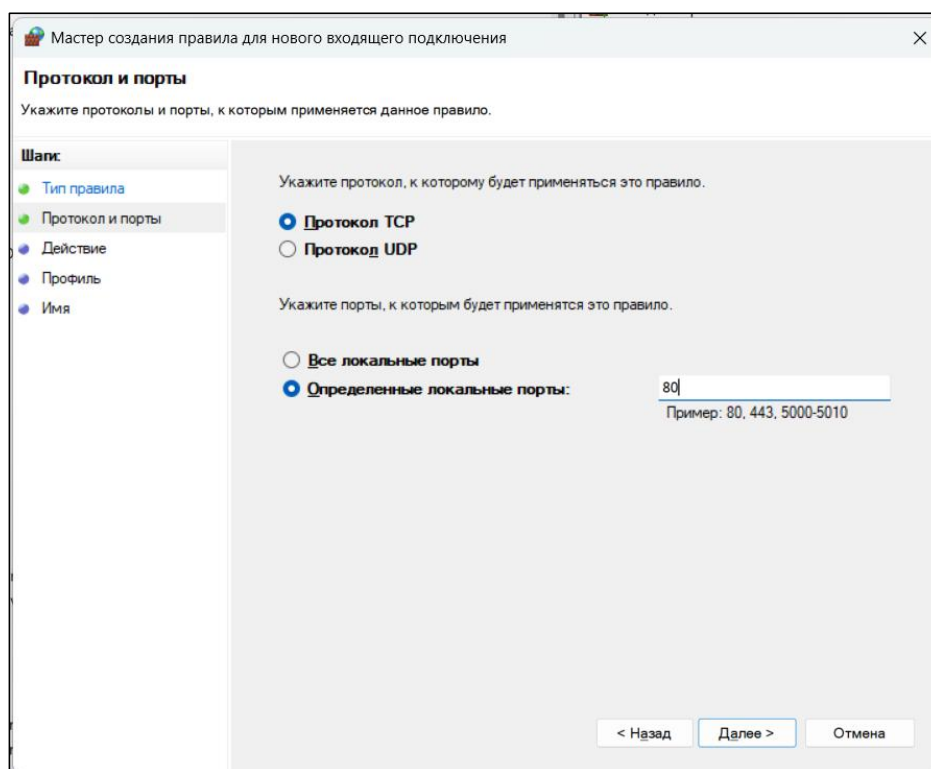 Мастер создания правила для нового входящего подключения
Протокол и порты
Укажите протоколы и порты, к которым применяется данное правило.
Шаги:
Тип правила
Протокол и порты
Действие
Профиль
Имя
Укажите протокол, к которому будет применяться это правило.
Протокол TCP
Протокол UDP
Укажите порты, к которым будет применятся это правило.
Все локальные порты
Определенные локальные порты:
80
Пример: 80, 443, 5000-5010
< Назад
Далее >
Отмена